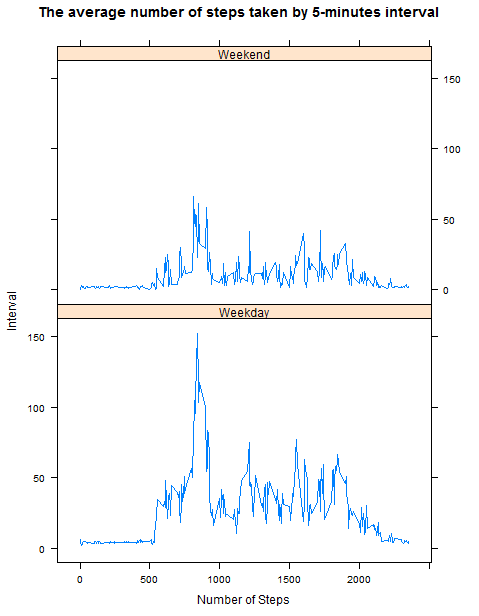 The average number of steps taken by 5-minutes interval
Weekend
150
100
50
0
Weekday
150
100
50
0
Interval
0 500 1000 1500 2000
Number of Steps